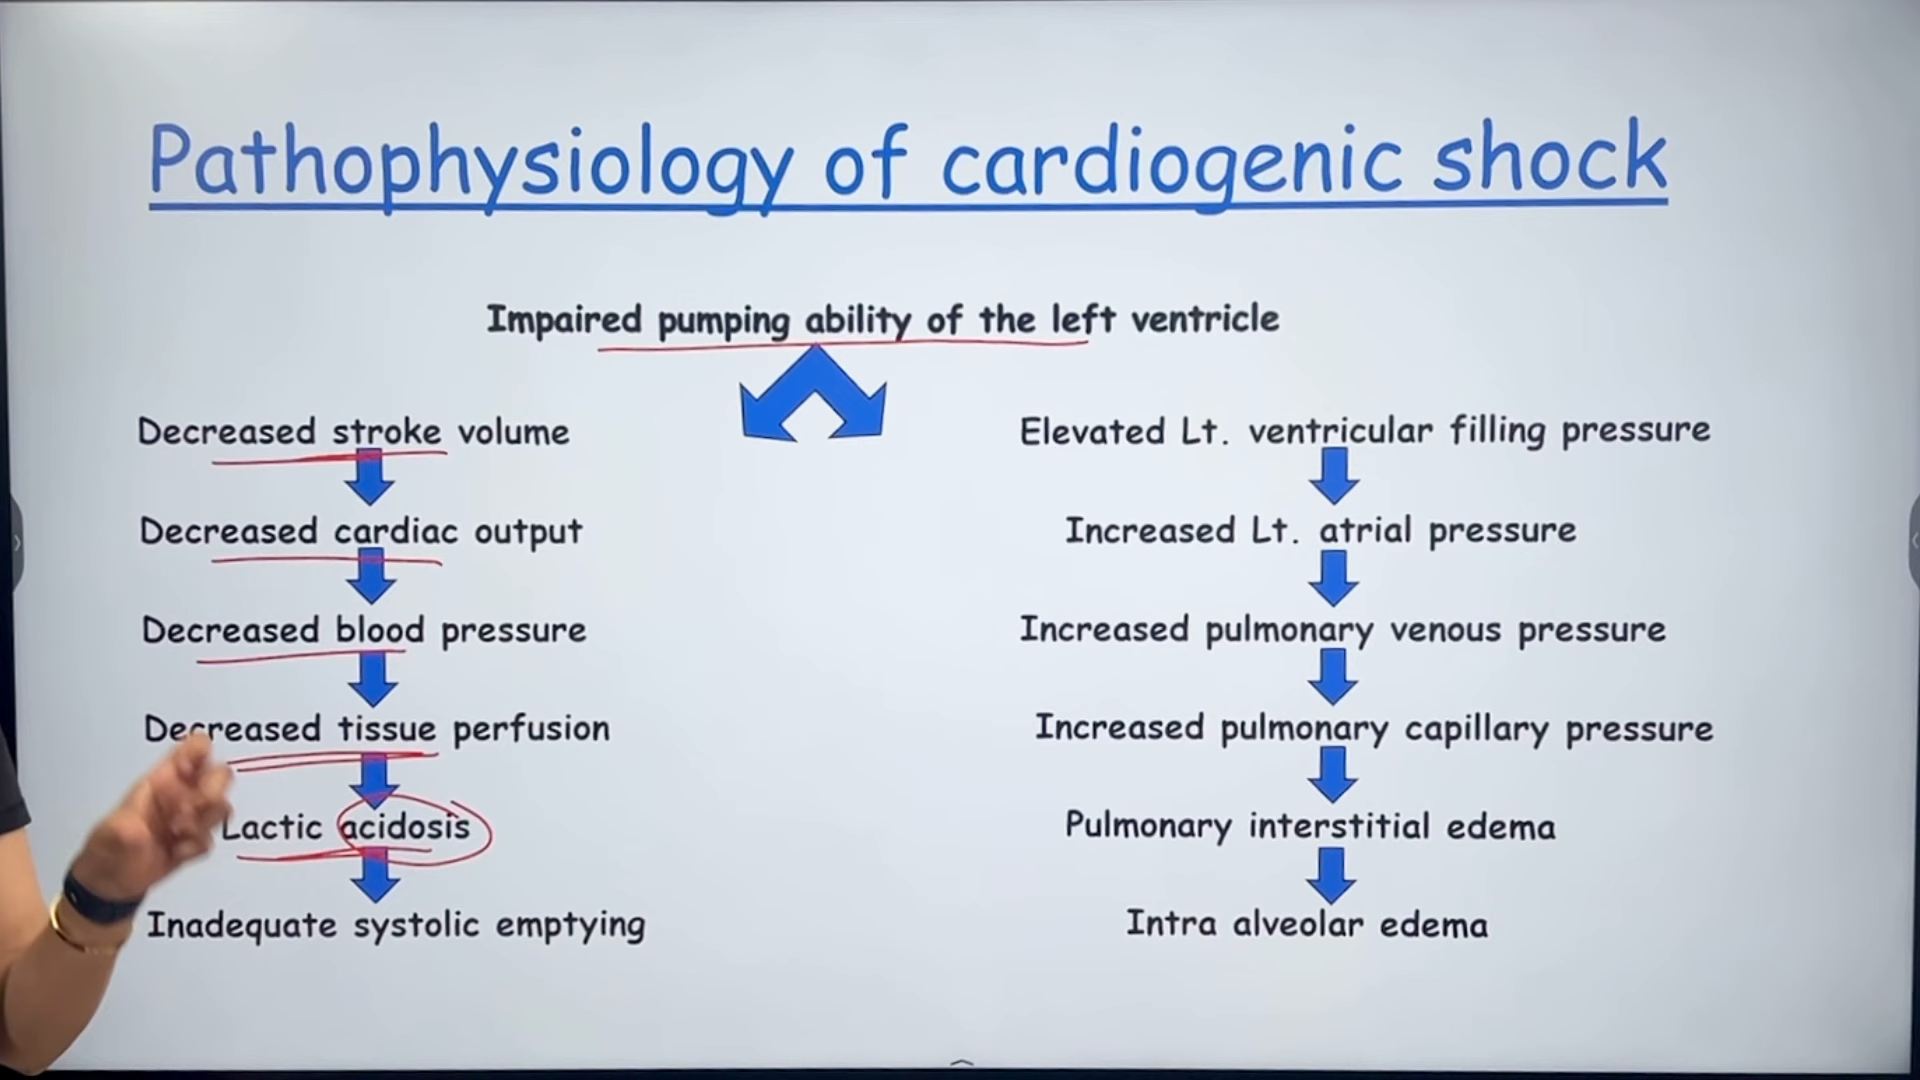 Pathophysiology of cardiogenic shock
Impaired pumping ability of the left ventricle
Decreased stroke volume
Decreased cardiac output
Decreased blood pressure
Decreased tissue perfusion
Lactic acidosis
Inadequate systolic emptying
Elevated Lt. ventricular filling pressure
Increased Lt. atrial pressure
Increased pulmonary venous pressure
Increased pulmonary capillary pressure
Pulmonary interstitial edema
Intra alveolar edema